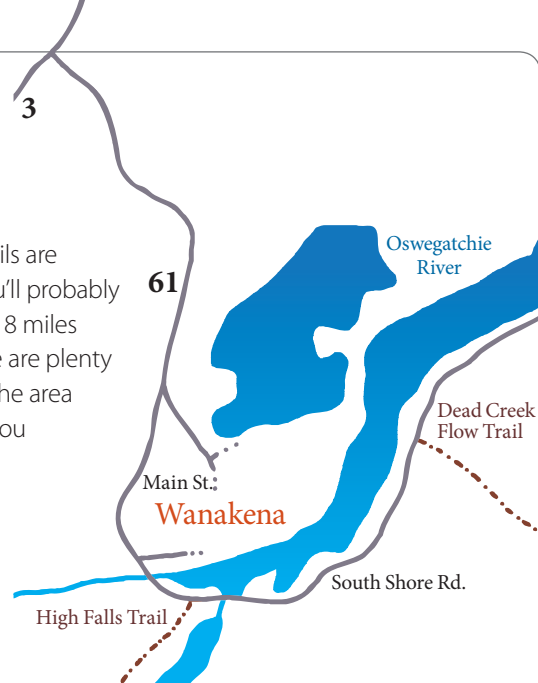 3
ils are
u'll probably
8 miles
e are plenty
he area
ou
61
Oswegatchie
River
Dead Creek
Flow Trail
Main St.
Wanakena
South Shore Rd.
High Falls Trail